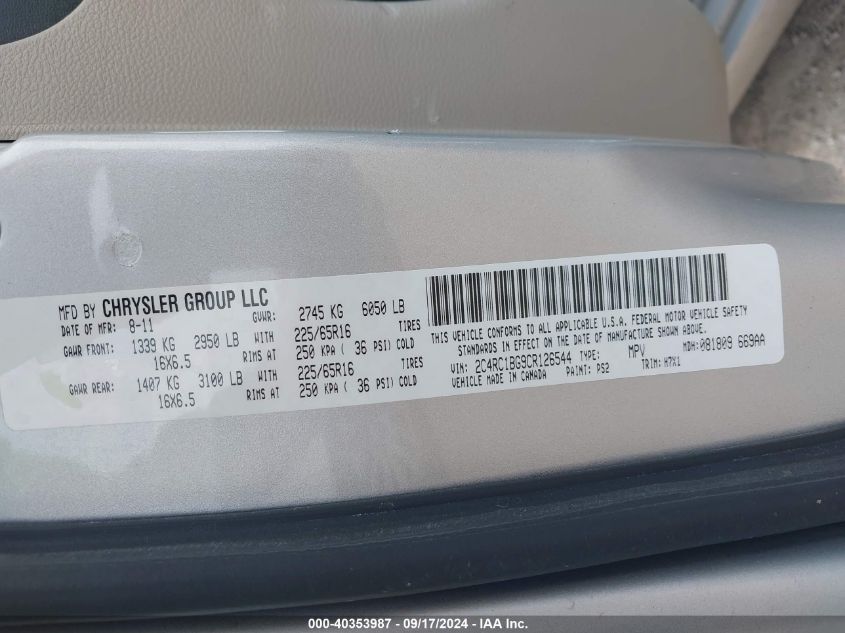 MFD BY CHRYSLER GROUP LLC
DATE OF MFR: 8-11 GVWR: 2745 KG 6050 LB
GAWR FRONT: 1339 KG 2950 LB WITH 225/65R16 TIRES
16X6.5 RIMS AT 250 KPA ( 36 PSI) COLD
GAWR REAR: 1407 KG 3100 LB WITH 225/65R16 TIRES
16X6.5 RIMS AT 250 KPA ( 36 PSI) COLD
THIS VEHICLE CONFORMS TO ALL APPLICABLE U.S.A. FEDERAL MOTOR VEHICLE SAFETY
STANDARDS IN EFFECT ON THE DATE OF MANUFACTURE SHOWN ABOVE.
VIN: 2C4RC1BG9CR126544 TYPE: MPV MDH: 081809 669AA
VEHICLE MADE IN CANADA PAINT: PS2 TRIM: H7X1
000-40353987 - 09/17/2024 - IAA Inc.